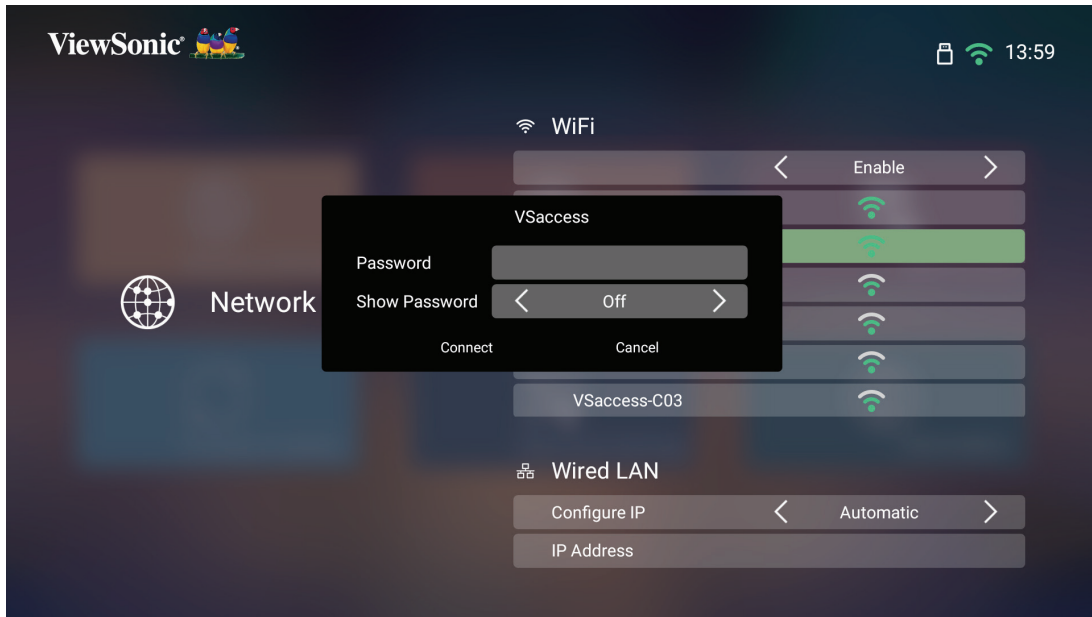 ViewSonic®
13:59
WiFi
Enable
VSaccess
Password
Show Password Off
Network
Connect Cancel
VSaccess-C03
Wired LAN
Configure IP Automatic
IP Address